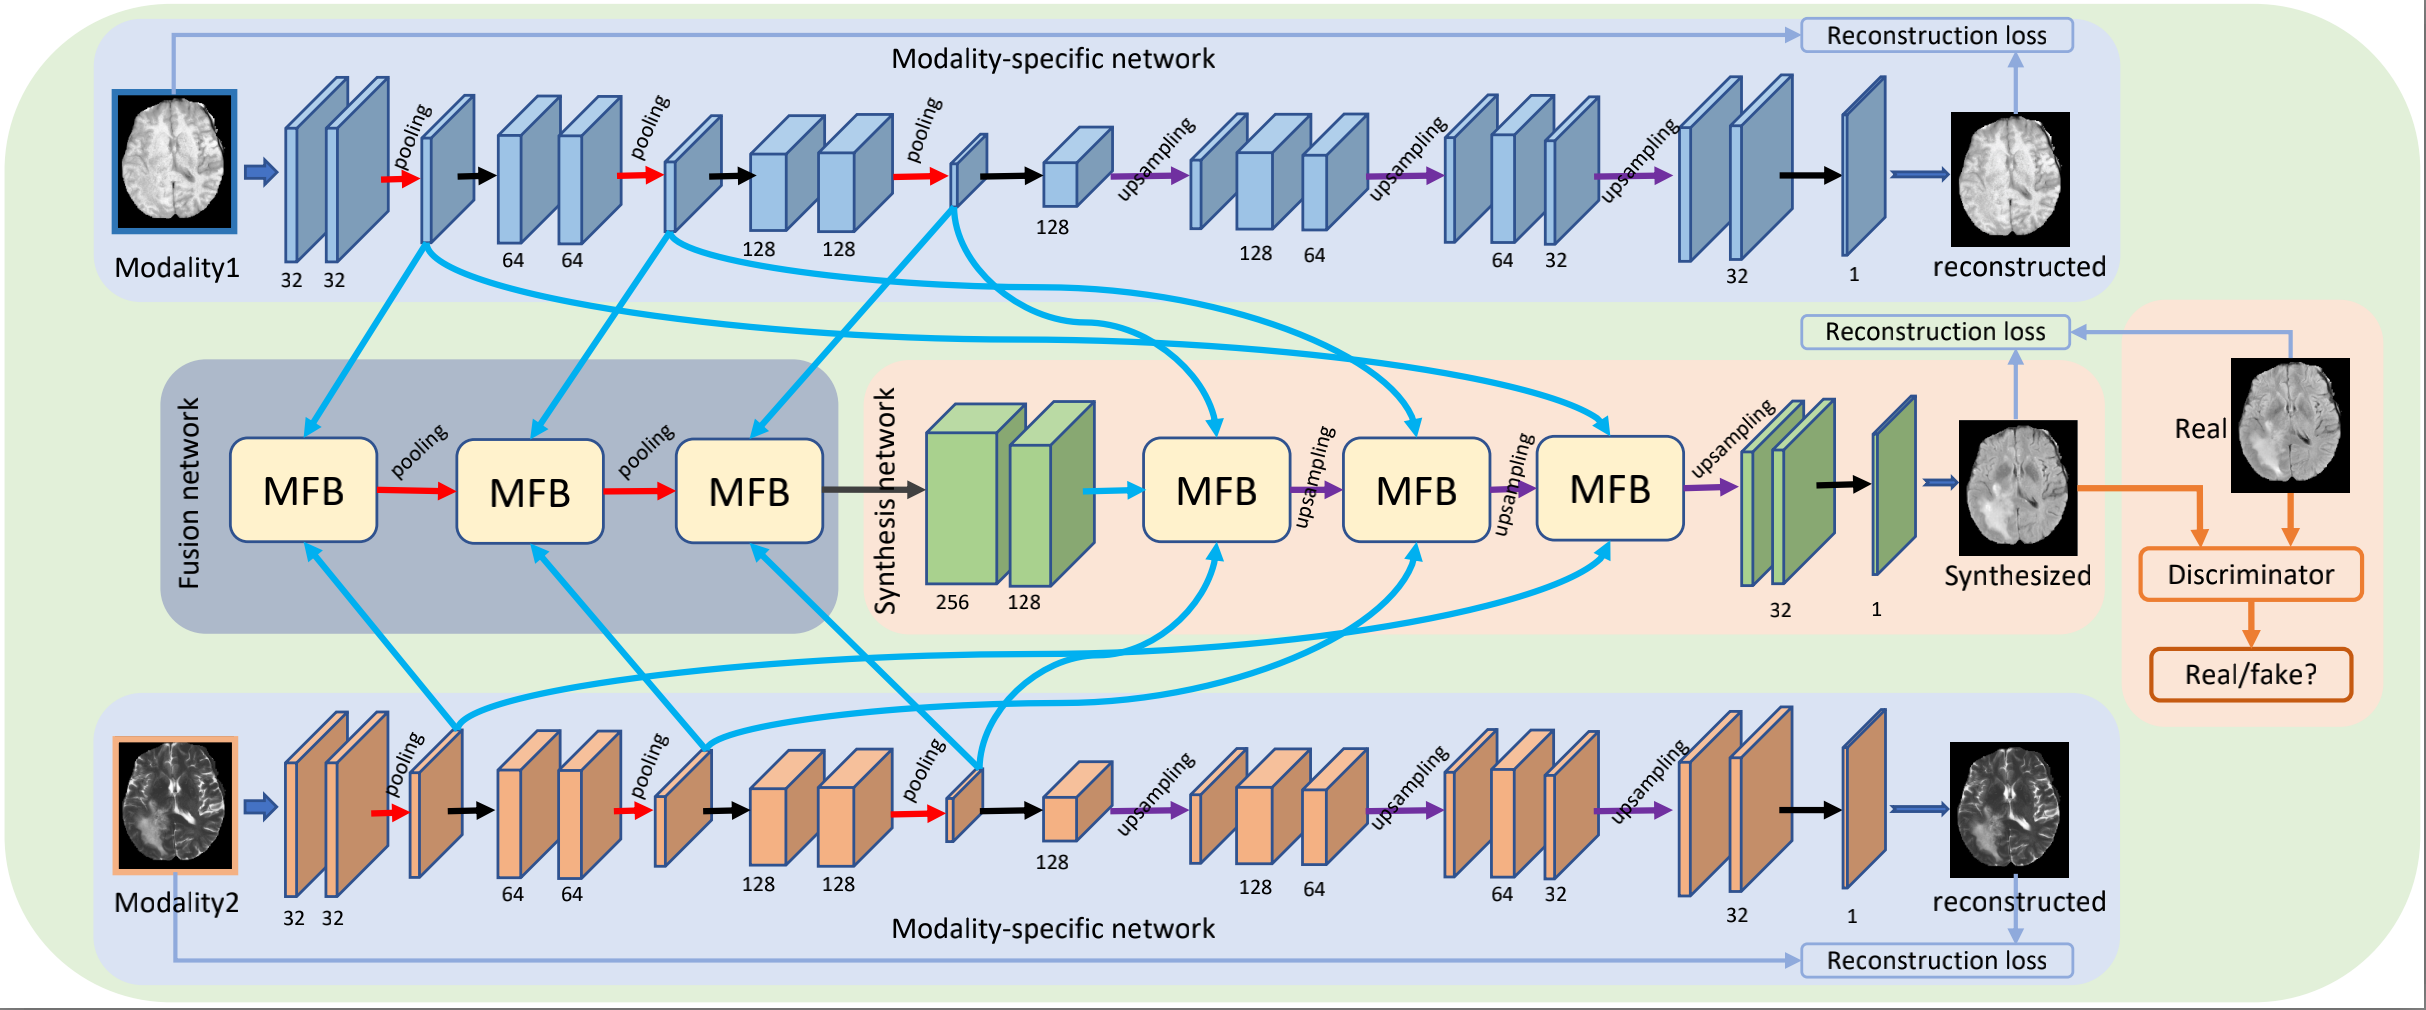 Reconstruction loss
Modality-specific network
pooling
pooling
pooling
upsampling
upsampling
upsampling
Modality1
32
32
64
64
128
128
128
128
64
64
32
32
1
reconstructed
Reconstruction loss
Real
Fusion network
MFB
pooling
MFB
pooling
MFB
Synthesis network
256
128
MFB
upsampling
MFB
upsampling
MFB
upsampling
32
1
Synthesized
Discriminator
Real/fake?
pooling
pooling
pooling
upsampling
upsampling
upsampling
Modality2
32
32
64
64
128
128
128
128
64
64
32
32
1
reconstructed
Modality-specific network
Reconstruction loss